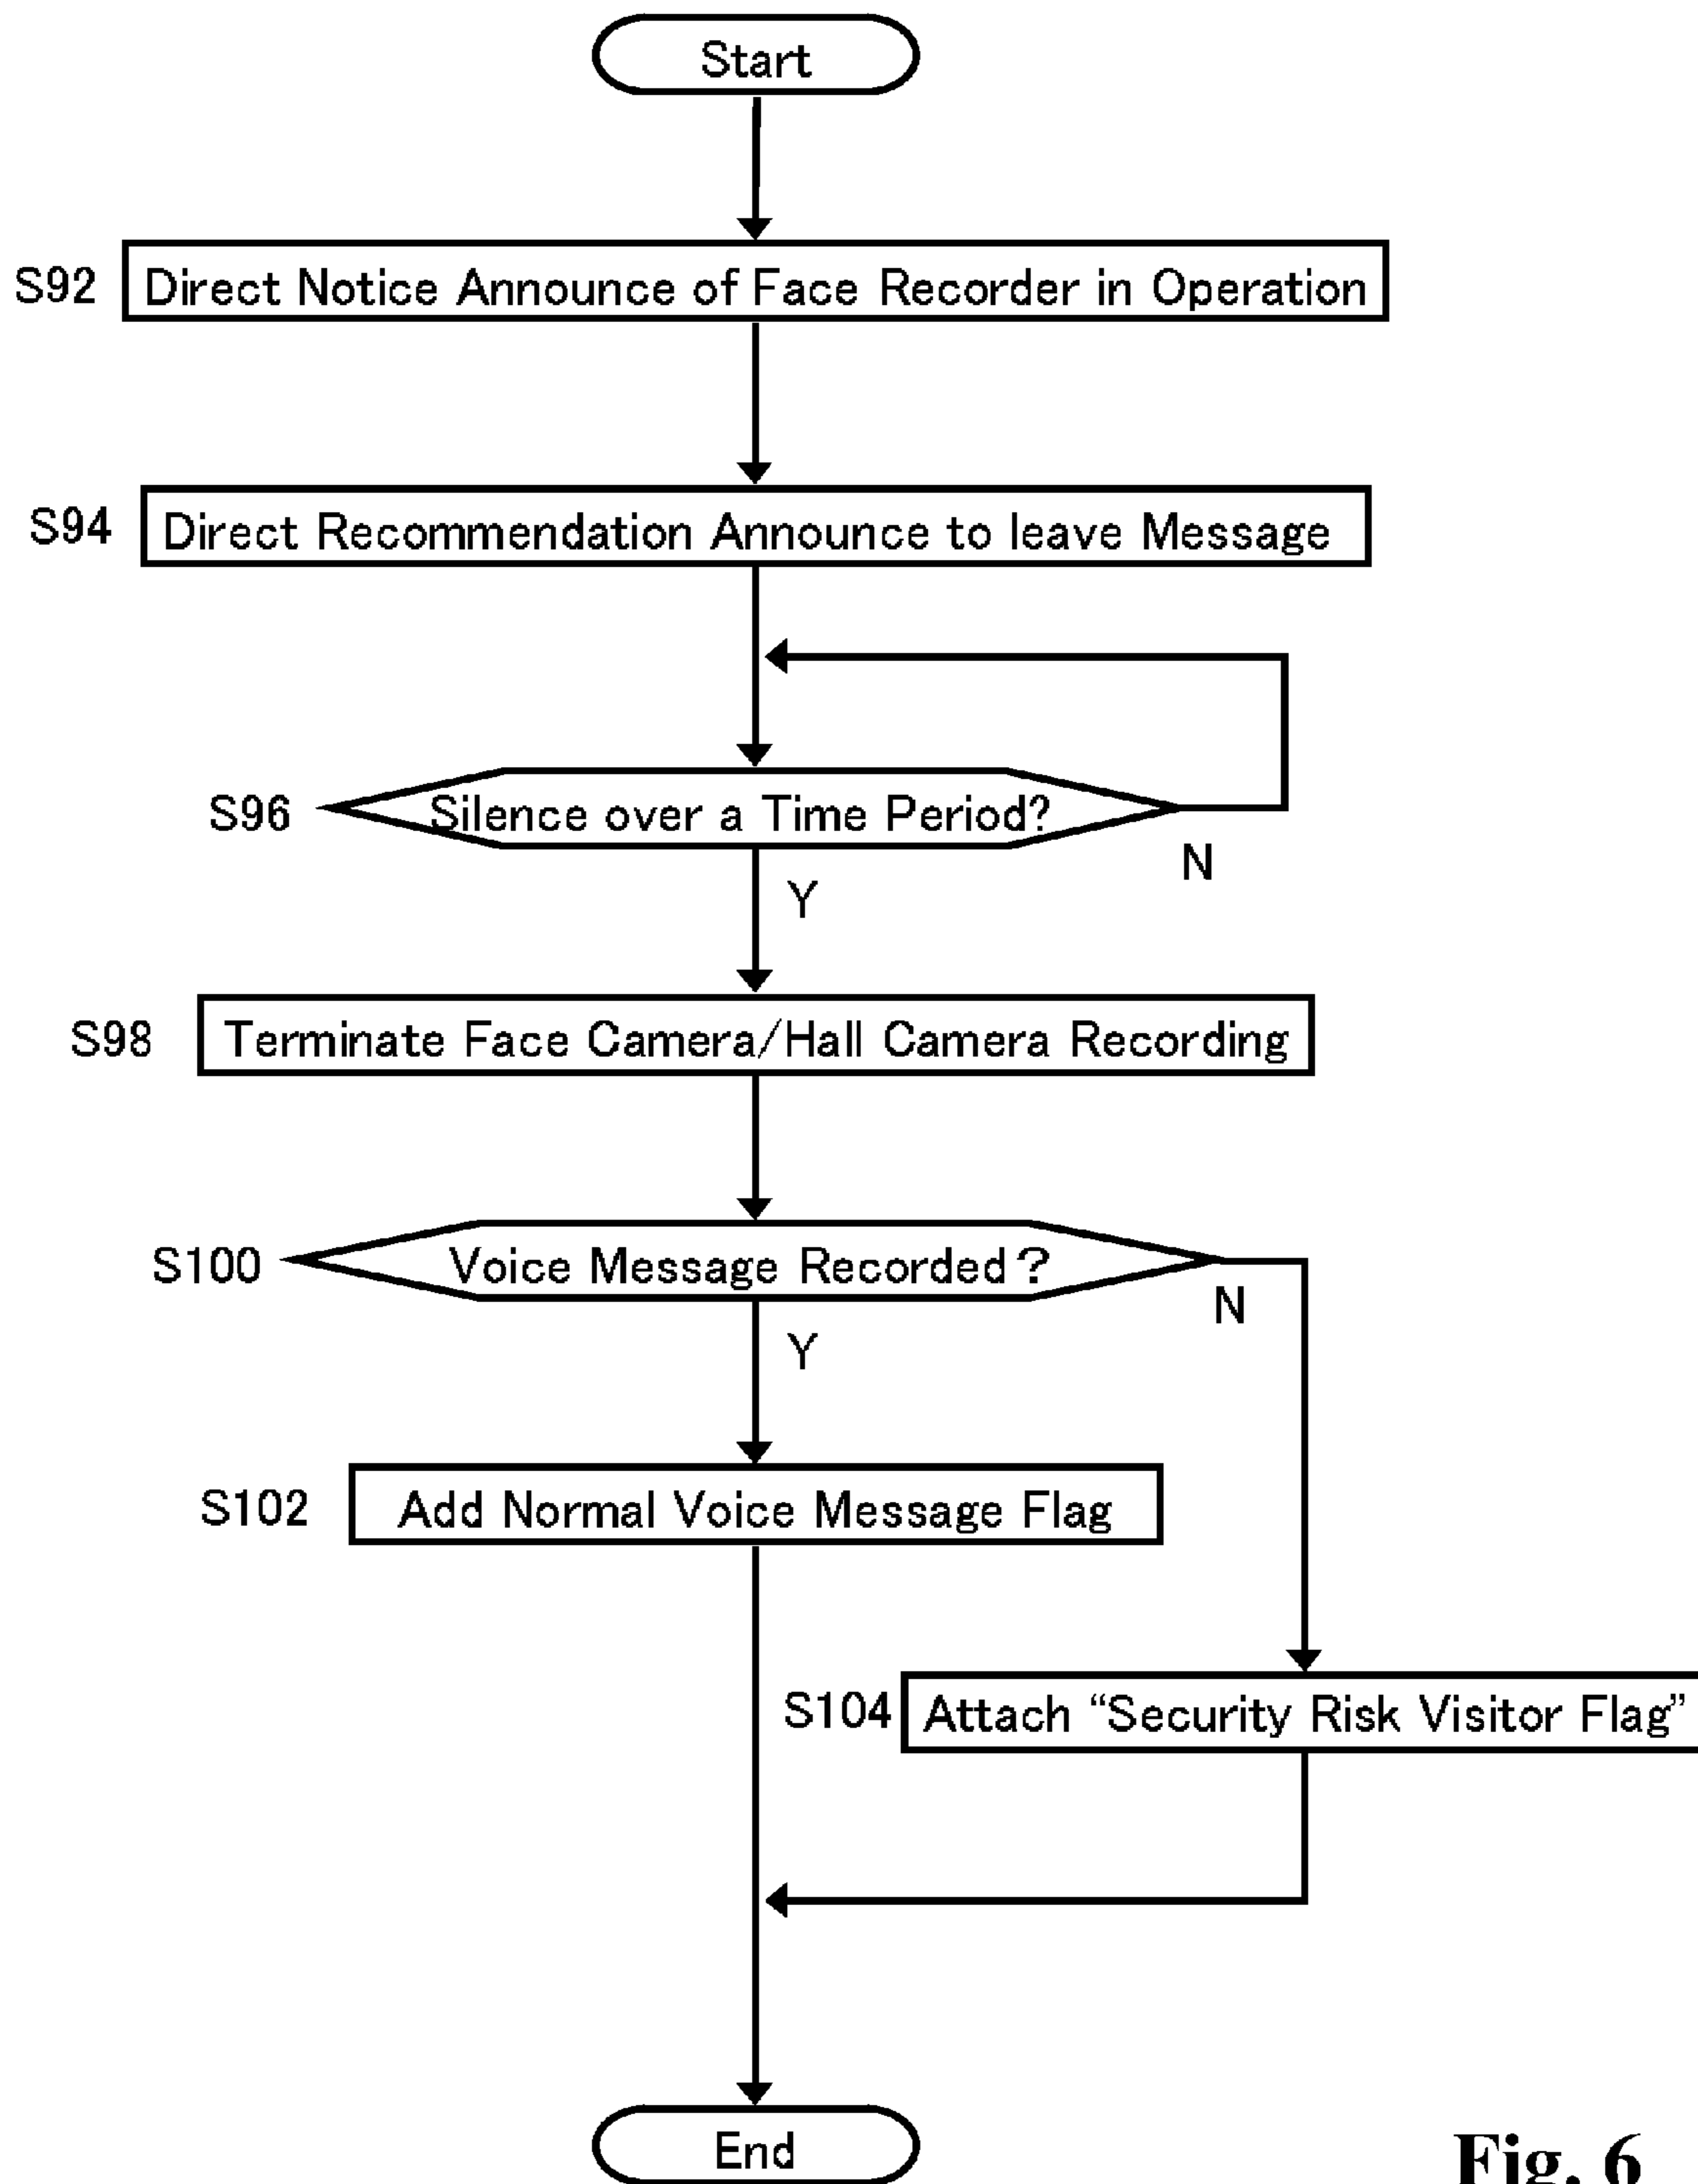 Start
S92 Direct Notice Announce of Face Recorder in Operation
S94 Direct Recommendation Announce to leave Message
S96 Silence over a Time Period?
N
Y
S98 Terminate Face Camera/Hall Camera Recording
S100 Voice Message Recorded?
N
Y
S102 Add Normal Voice Message Flag
S104 Attach “Security Risk Visitor Flag”
End
Fig. 6